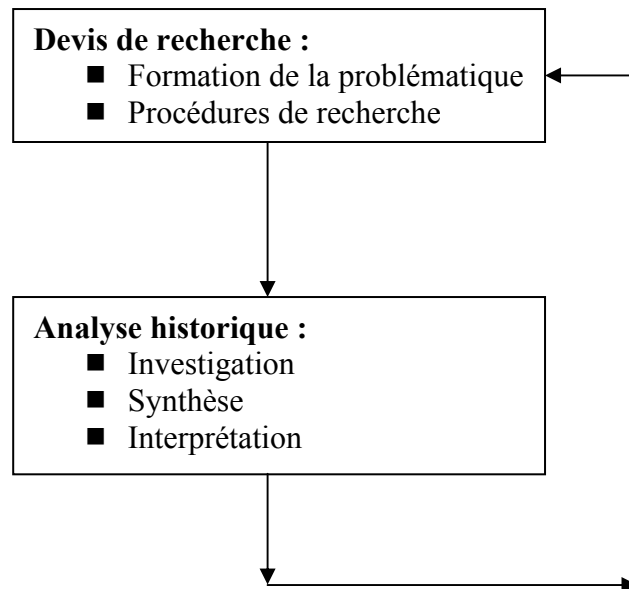 Devis de recherche :
■ Formation de la problématique
■ Procédures de recherche
Analyse historique :
■ Investigation
■ Synthèse
■ Interprétation